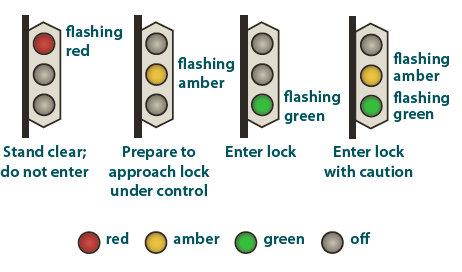 flashing
red
flashing
amber
flashing
green
flashing
amber
flashing
green
Stand clear;
do not enter
Prepare to
approach lock
under control
Enter lock
Enter lock
with caution
red
amber
green
off